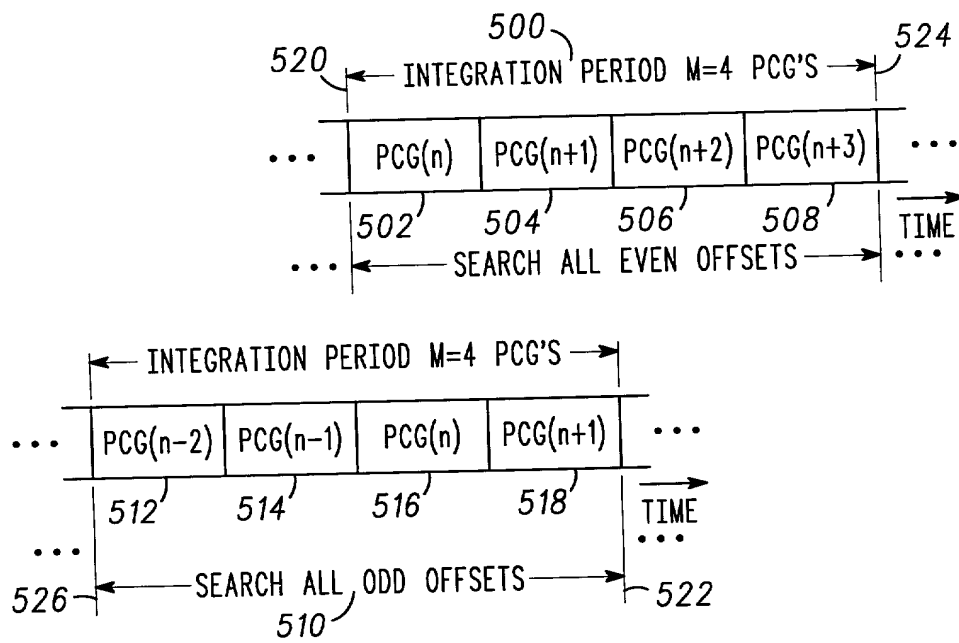 500
520
524
INTEGRATION PERIOD M=4 PCG'S
••• PCG(n) PCG(n+1) PCG(n+2) PCG(n+3) •••
502 504 506 508 TIME
••• SEARCH ALL EVEN OFFSETS •••
INTEGRATION PERIOD M=4 PCG'S
••• PCG(n-2) PCG(n-1) PCG(n) PCG(n+1) •••
512 514 516 518 TIME
••• •••
SEARCH ALL ODD OFFSETS
526 510 522